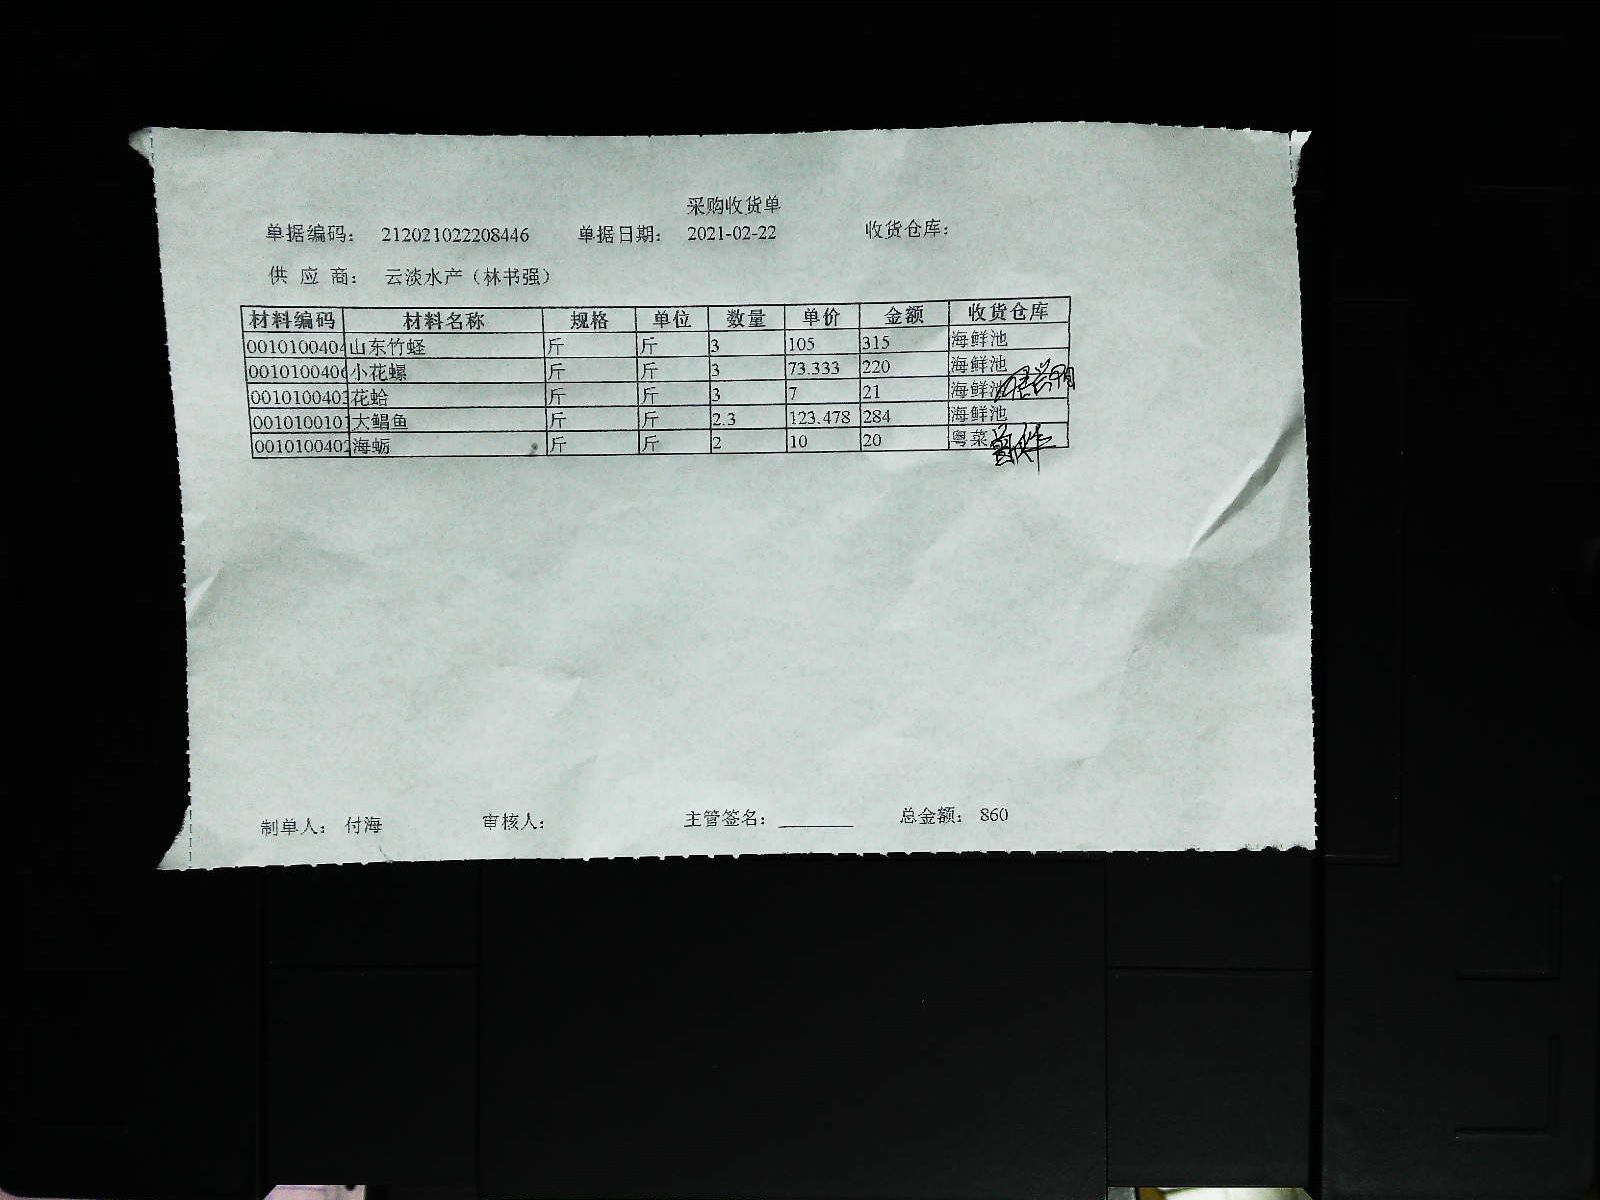 采购收货单
单据编码： 212021022208446 单据日期： 2021-02-22 收货仓库：
供 应 商： 云淡水产（林书强）
材料编码 材料名称 规格 单位 数量 单价 金额 收货仓库
0010100404 山东竹蛏 斤 斤 3 105 315 海鲜池
001010040 小花螺 斤 斤 3 73.333 220 海鲜池
001010040 花蛤 斤 斤 3 7 21 海鲜池
001010010 大鲳鱼 斤 斤 2.3 123.478 284 海鲜池
001010040 海蛎 斤 斤 2 10 20 粤菜
制单人： 付海 审核人： 主管签名： ________ 总金额： 860